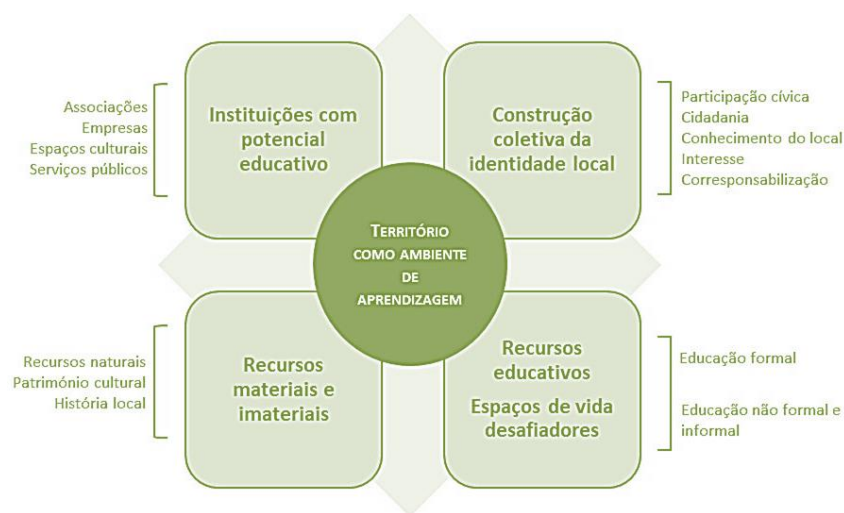 Associações
Empresas
Espaços culturais
Serviços públicos
Instituições com
potencial
educativo
Construção
coletiva da
identidade local
Participação cívica
Cidadania
Conhecimento do local
Interesse
Corresponsabilização
TERRITÓRIO
COMO AMBIENTE
DE
APRENDIZAGEM
Recursos naturais
Património cultural
História local
Recursos
materiais e
imateriais
Recursos
educativos
Espaços de vida
desafiadores
Educação formal
Educação não formal e
informal